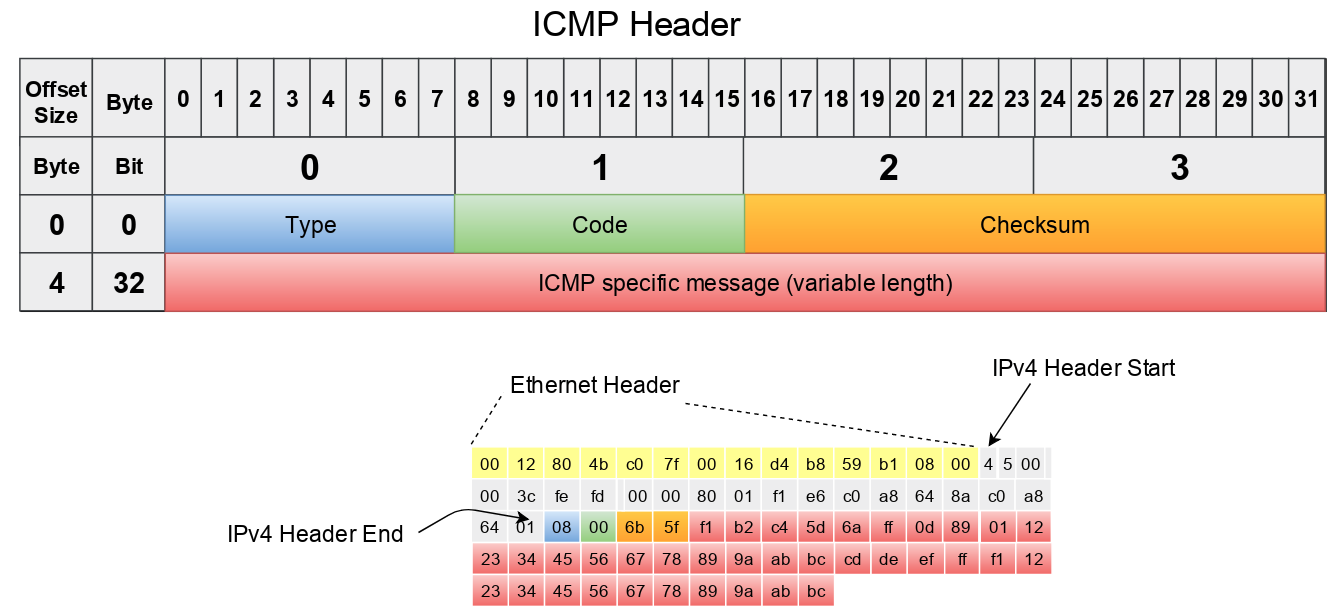 ICMP Header
Offset Size Byte 0 1 2 3 4 5 6 7 8 9 10 11 12 13 14 15 16 17 18 19 20 21 22 23 24 25 26 27 28 29 30 31
Byte Bit 0 1 2 3
0 0 Type Code Checksum
4 32 ICMP specific message (variable length)
IPv4 Header Start
Ethernet Header
00 12 80 4b c0 7f 00 16 d4 b8 59 b1 08 00 4 5 00
00 3c fe fd 00 00 80 01 f1 e6 c0 a8 64 8a c0 a8
IPv4 Header End
64 01 08 00 6b 5f f1 b2 c4 5d 6a ff 0d 89 01 12
23 34 45 56 67 78 89 9a ab bc cd de ef ff f1 12
23 34 45 56 67 78 89 9a ab bc